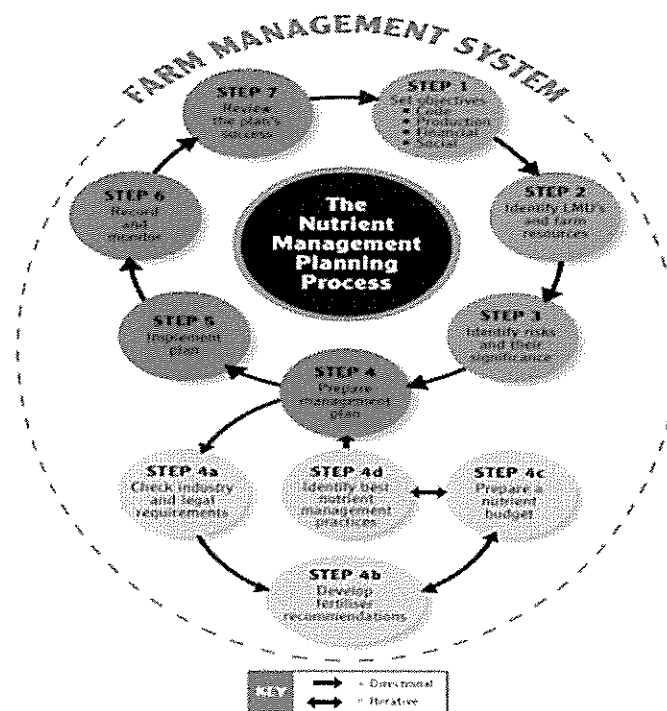 FARM MANAGEMENT SYSTEM
STEP 7
Review
the plan's
success
STEP 1
Set objectives
• Code
• Production
• Financial
• Social
STEP 6
Record
and
monitor
The
Nutrient
Management
Planning
Process
STEP 2
Identify LMU's
and farm
resources
STEP 5
Implement
plan
STEP 3
Identify risks
and their
significance
STEP 4
Prepare
management
plan
STEP 4a
Check industry
and legal
requirements
STEP 4d
Identify best
nutrient
management
practices
STEP 4c
Prepare a
nutrient
budget
STEP 4b
Develop
fertiliser
recommendations
KEY
= Directional
= Iterative